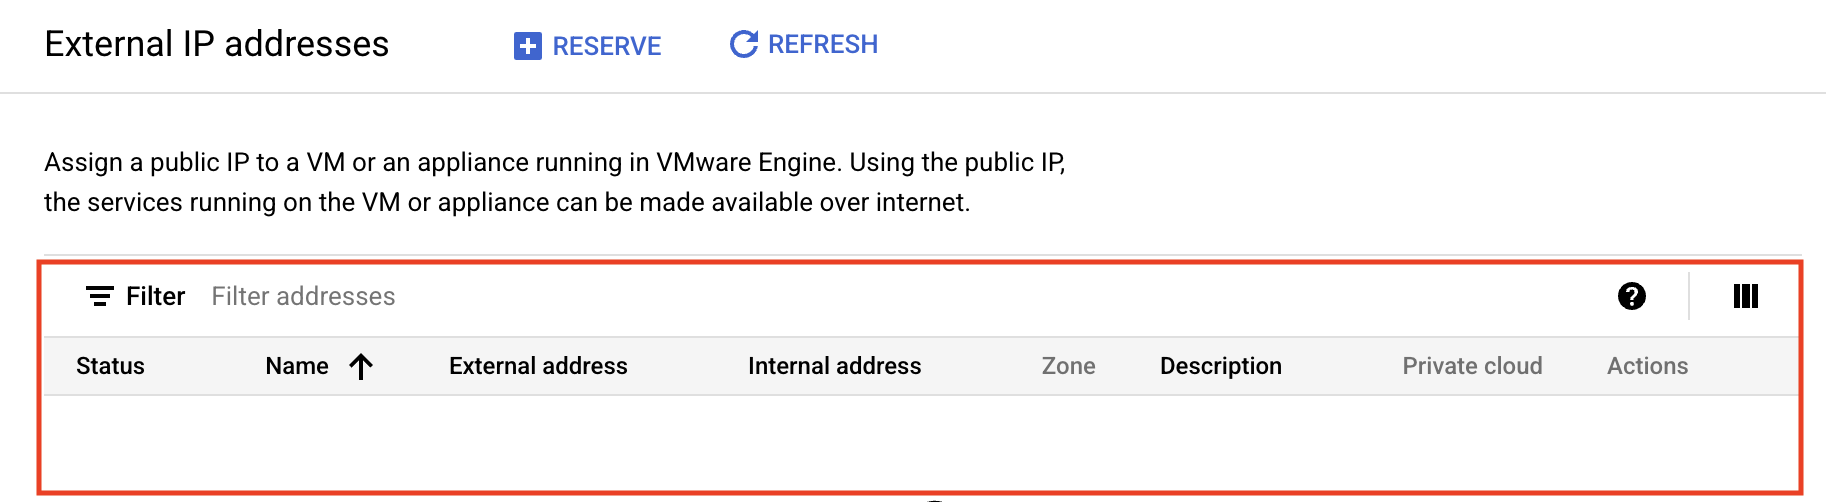 External IP addresses RESERVE REFRESH
Assign a public IP to a VM or an appliance running in VMware Engine. Using the public IP,
the services running on the VM or appliance can be made available over internet.
Filter Filter addresses ?
Status Name External address Internal address Zone Description Private cloud Actions